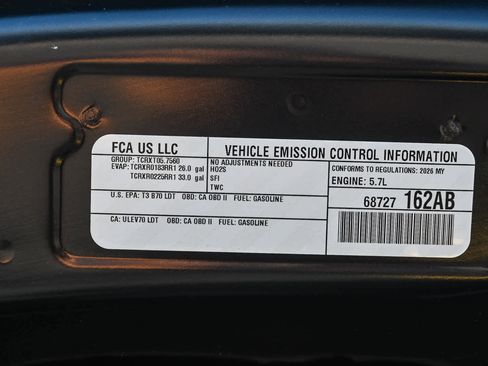 FCA US LLC
VEHICLE EMISSION CONTROL INFORMATION
GROUP: TCRXT05.7560
EVAP: TCRXR0183RR1 26.0 gal
TCRXR0225RR1 33.0 gal
NO ADJUSTMENTS NEEDED
HO2S
SFI
TWC
CONFORMS TO REGULATIONS: 2026 MY
ENGINE: 5.7L
U.S. EPA: T3 B70 LDT OBD: CA OBD II FUEL: GASOLINE
68727 162AB
CA: ULEV70 LDT OBD: CA OBD II FUEL: GASOLINE